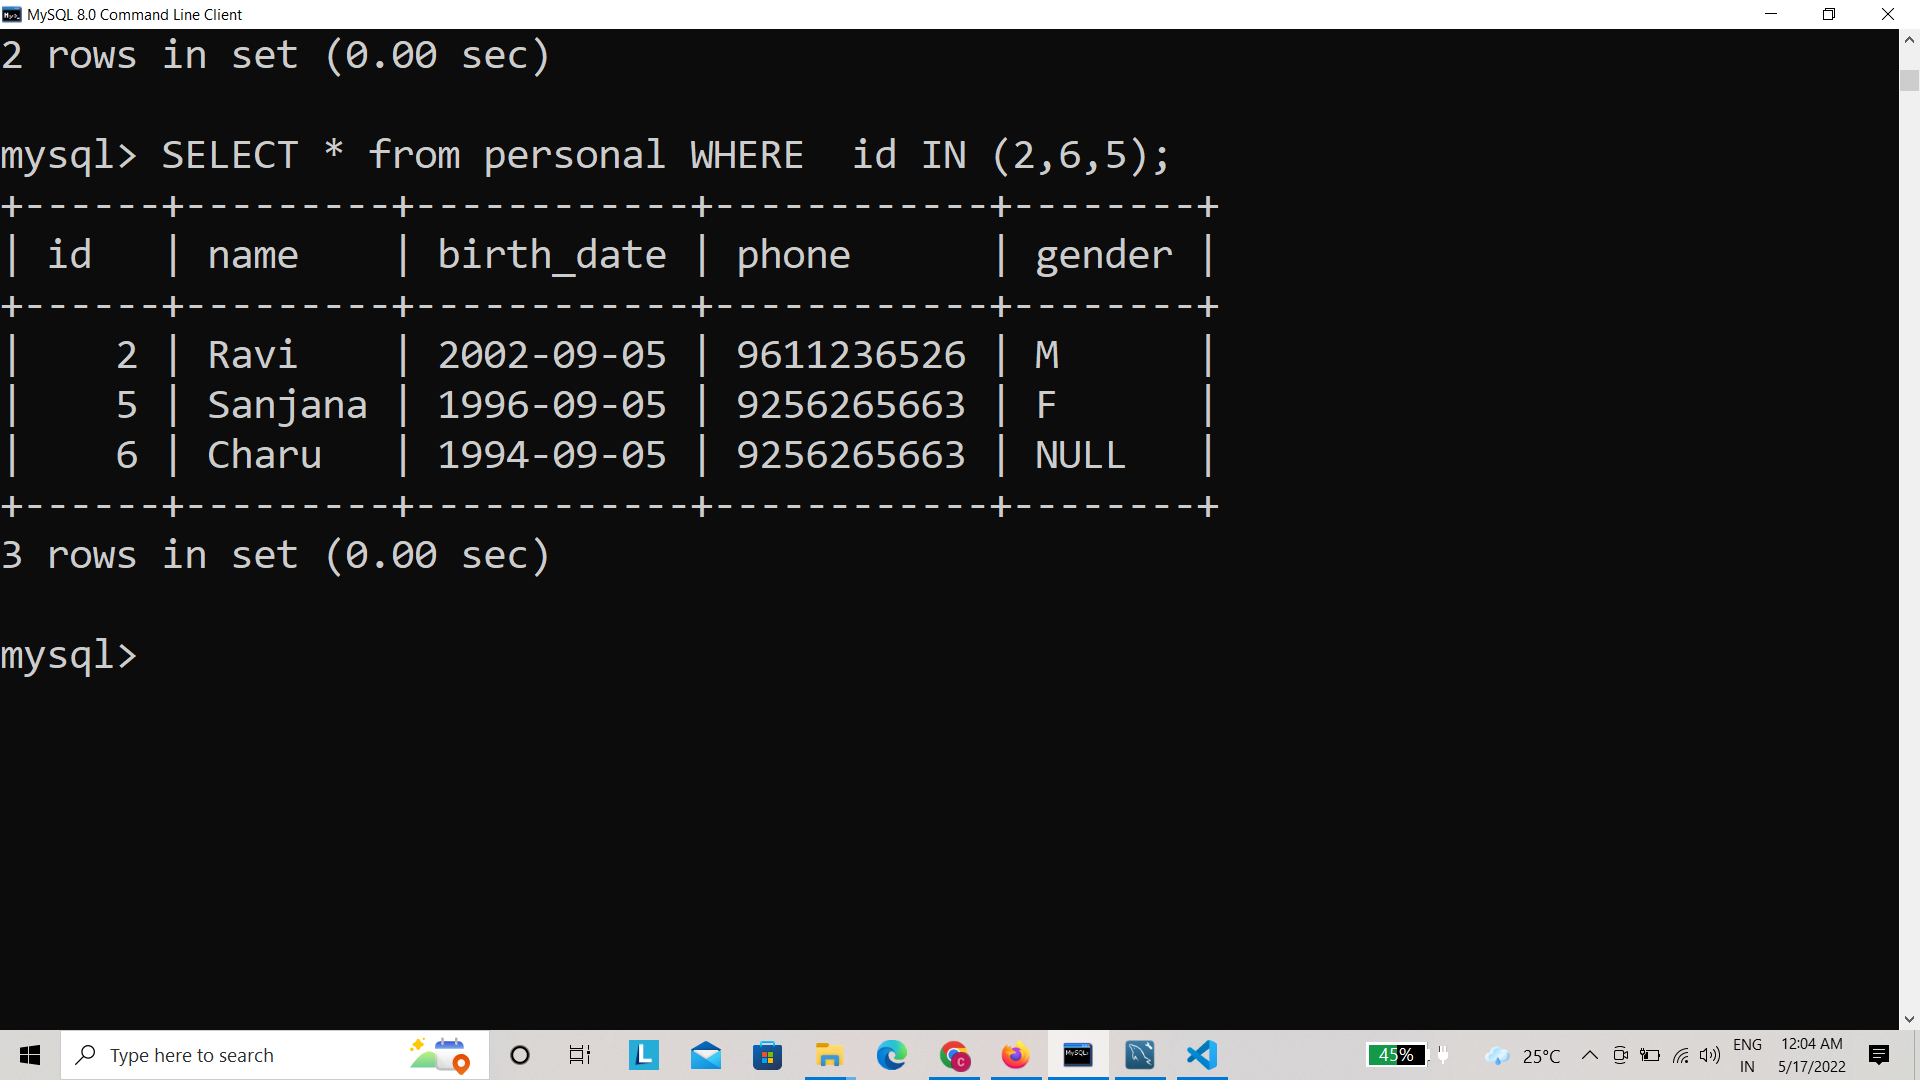 MySQL 8.0 Command Line Client
2 rows in set (0.00 sec)
mysql> SELECT * from personal WHERE  id IN (2,6,5);
+------+---------+------------+------------+--------+
| id   | name    | birth_date | phone      | gender |
+------+---------+------------+------------+--------+
|    2 | Ravi    | 2002-09-05 | 9611236526 | M      |
|    5 | Sanjana | 1996-09-05 | 9256265663 | F      |
|    6 | Charu   | 1994-09-05 | 9256265663 | NULL   |
+------+---------+------------+------------+--------+
3 rows in set (0.00 sec)
mysql>
Type here to search
L
C
MySQL
45%
25°C
ENG
IN
12:04 AM
5/17/2022